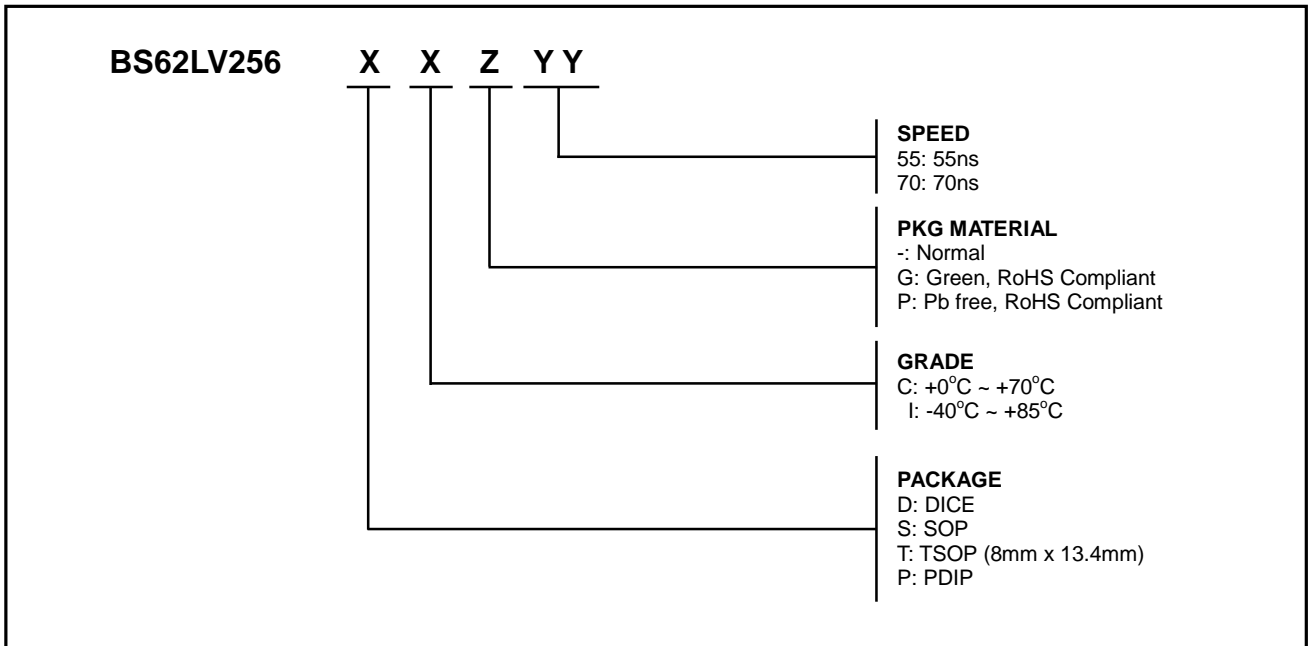 BS62LV256 X X Z Y Y
SPEED
55: 55ns
70: 70ns
PKG MATERIAL
-: Normal
G: Green, RoHS Compliant
P: Pb free, RoHS Compliant
GRADE
C: +0°C ~ +70°C
I: -40°C ~ +85°C
PACKAGE
D: DICE
S: SOP
T: TSOP (8mm x 13.4mm)
P: PDIP